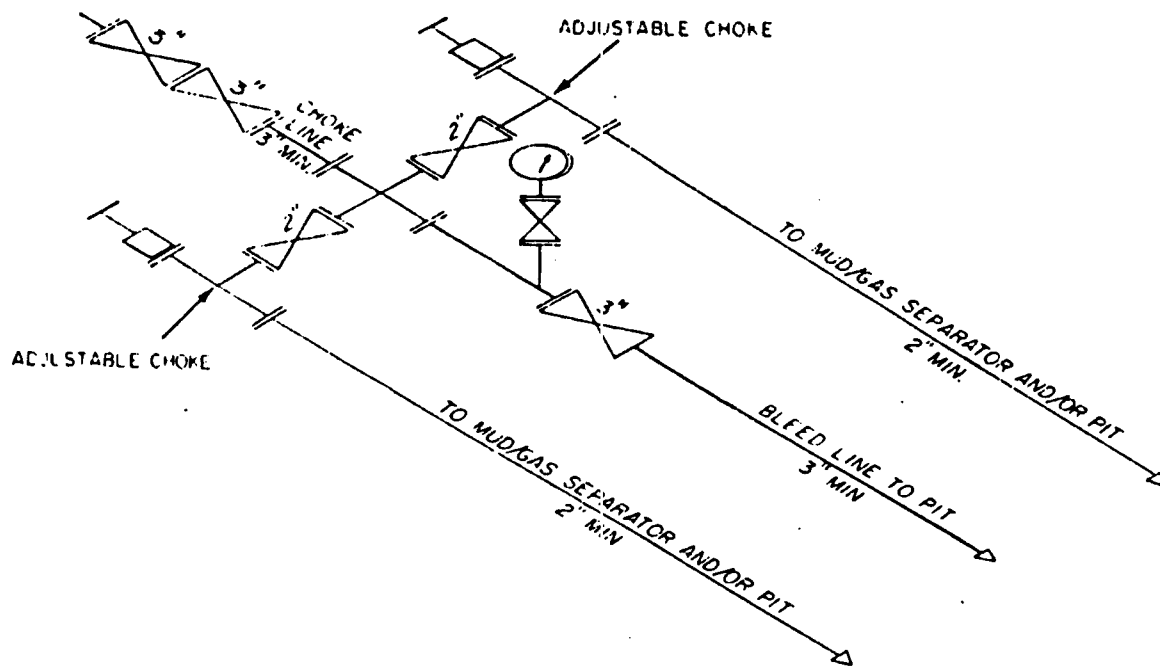 ADJUSTABLE CHOKE
3"
3"
CHOKE
LINE
3" MIN.
2"
2"
3"
ADJUSTABLE CHOKE
TO MUD/GAS SEPARATOR AND/OR PIT
2" MIN.
BLEED LINE TO PIT
3" MIN
TO MUD/GAS SEPARATOR AND/OR PIT
2" MIN